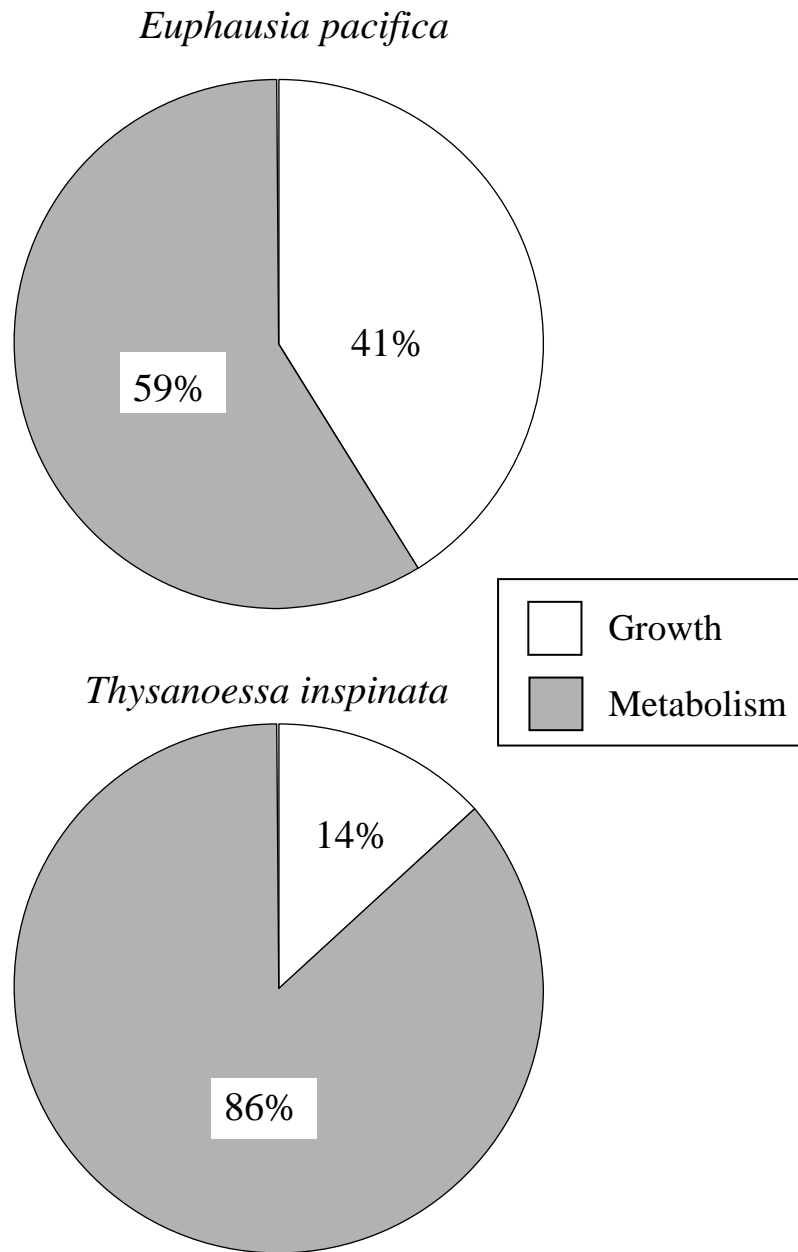 Euphausia pacifica
41%
59%
Growth
Metabolism
Thysanoessa inspinata
14%
86%